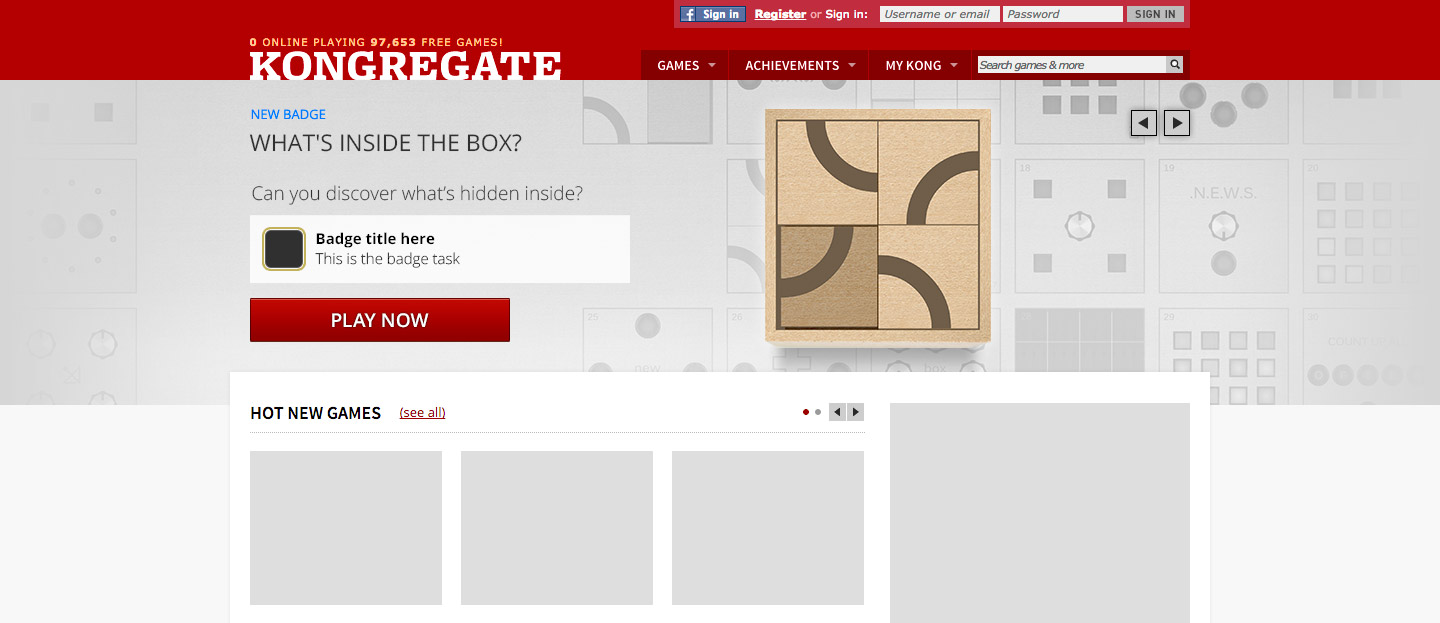 Sign in
Register or Sign In: Username or email Password SIGN IN
0 ONLINE PLAYING 97,653 FREE GAMES!
KONGREGATE
GAMES ACHIEVEMENTS MY KONG Search games & more
NEW BADGE
WHAT'S INSIDE THE BOX?
Can you discover what's hidden inside?
Badge title here
This is the badge task
PLAY NOW
18 19 20
.N.E.W.S.
25 26 29 30
new box
HOT NEW GAMES (see all)